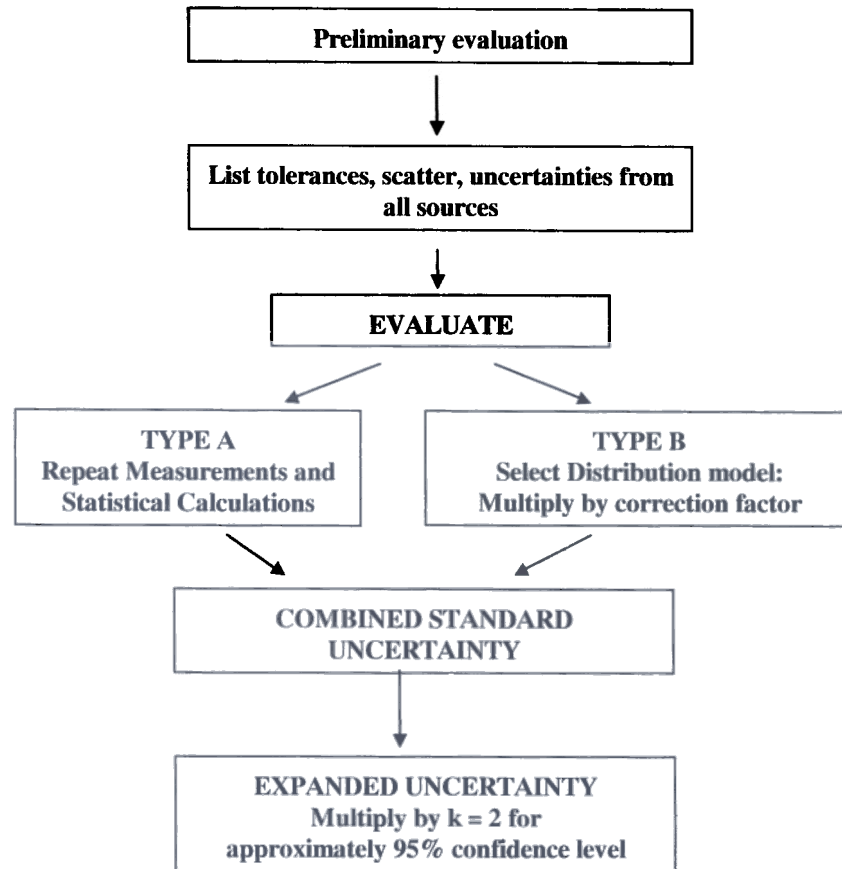 Preliminary evaluation
List tolerances, scatter, uncertainties from
all sources
EVALUATE
TYPE A
Repeat Measurements and
Statistical Calculations
TYPE B
Select Distribution model:
Multiply by correction factor
COMBINED STANDARD
UNCERTAINTY
EXPANDED UNCERTAINTY
Multiply by k = 2 for
approximately 95% confidence level